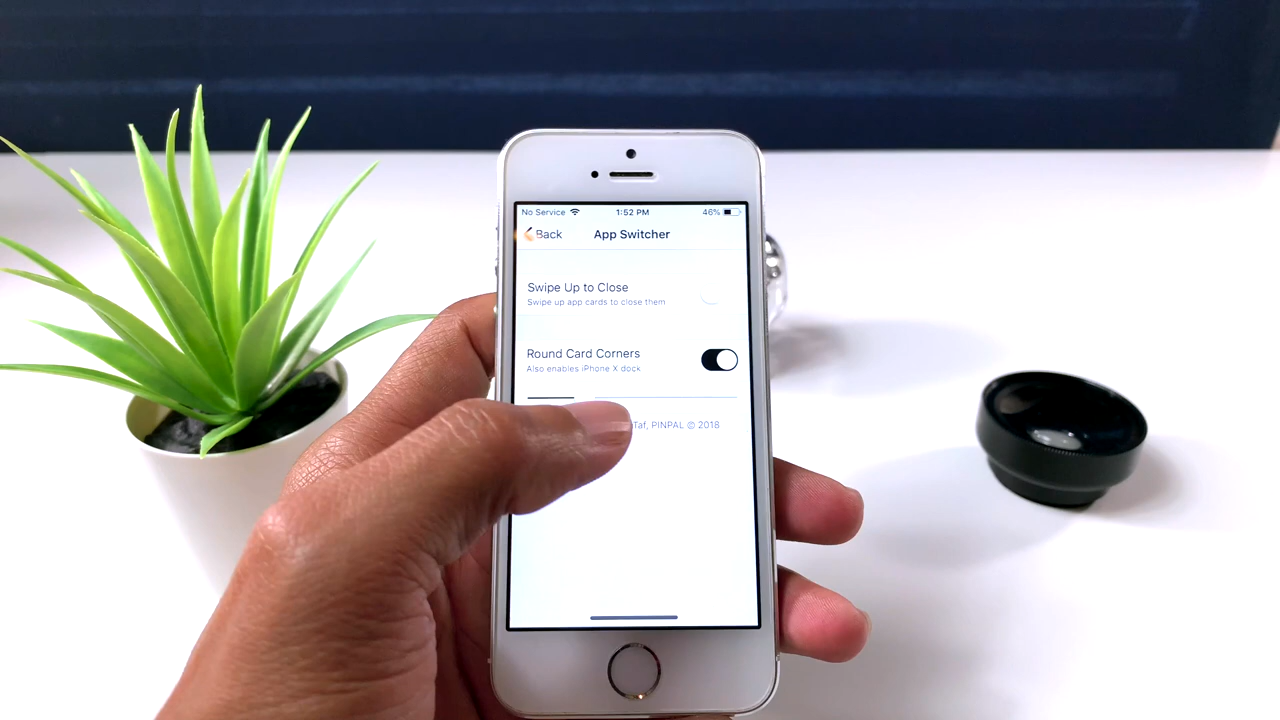 No Service 1:52 PM 46%
Back App Switcher
Swipe Up to Close
Swipe up app cards to close them
Round Card Corners
Also enables iPhone X dock
PINPAL © 2018